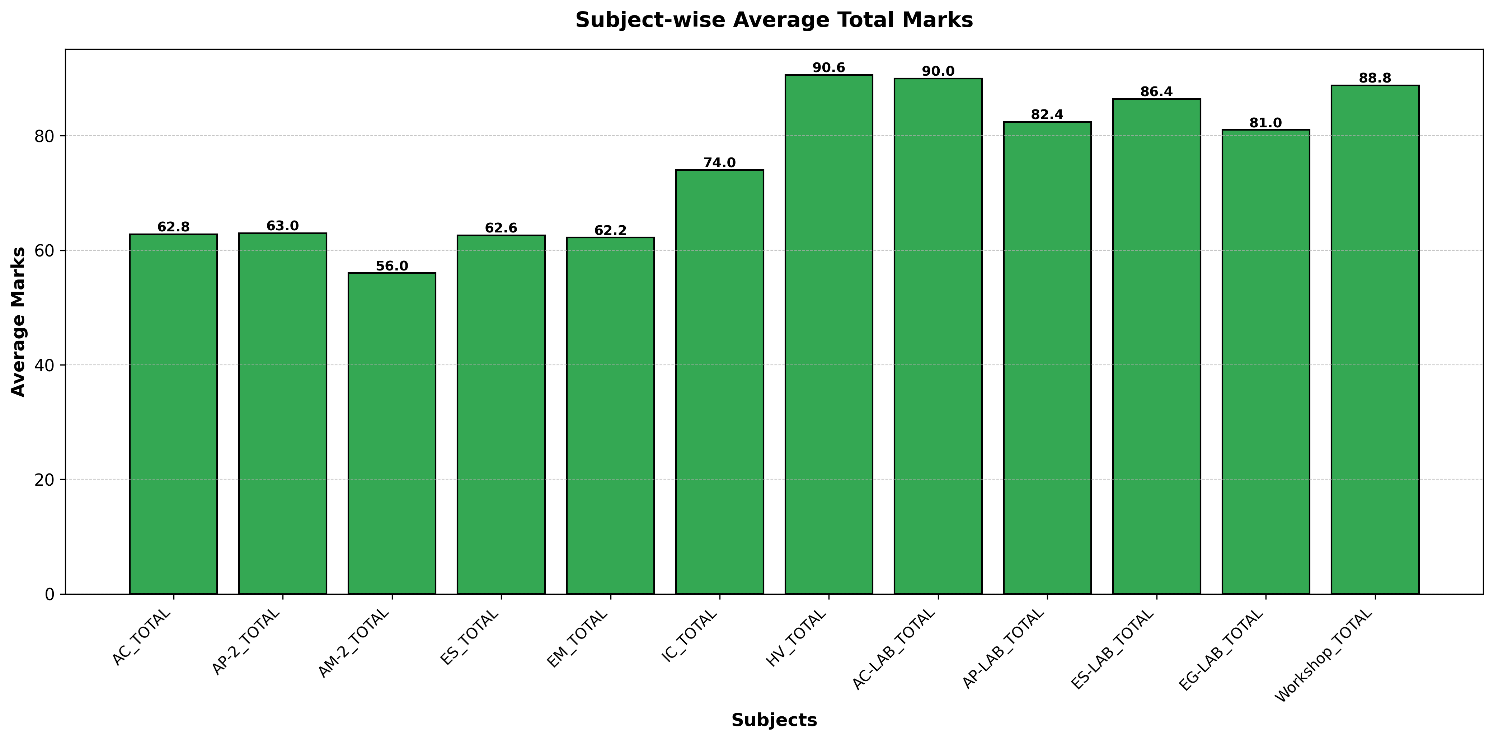 Subject-wise Average Total Marks
Average Marks
80
60
40
20
0
62.8
63.0
56.0
62.6
62.2
74.0
90.6
90.0
82.4
86.4
81.0
88.8
AC_TOTAL
AP-2_TOTAL
AM-2_TOTAL
ES_TOTAL
EM_TOTAL
IC_TOTAL
HV_TOTAL
AC-LAB_TOTAL
AP-LAB_TOTAL
ES-LAB_TOTAL
EG-LAB_TOTAL
Workshop_TOTAL
Subjects